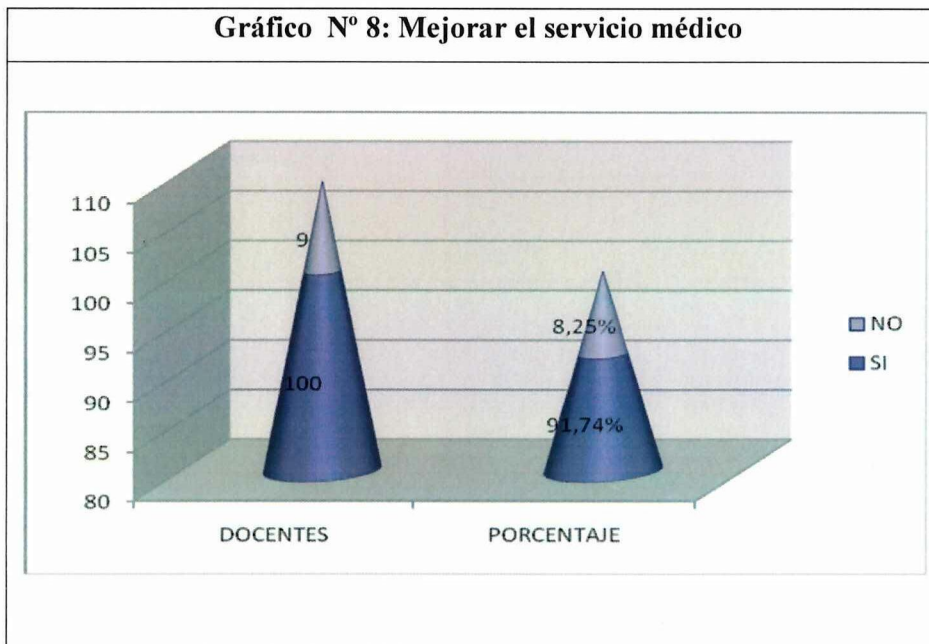 Gráfico Nº 8: Mejorar el servicio médico
110
105
100
95
90
85
80
9
100
8,25%
91,74%
DOCENTES
PORCENTAJE
NO
SI